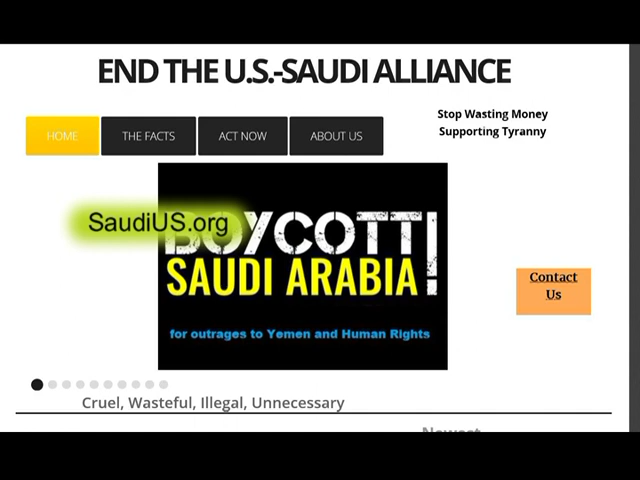 END THE U.S.-SAUDI ALLIANCE
Stop Wasting Money
Supporting Tyranny
HOME THE FACTS ACT NOW ABOUT US
SaudiUS.org
BOYCOTT!
SAUDI ARABIA
for outrages to Yemen and Human Rights
Contact
Us
Cruel, Wasteful, Illegal, Unnecessary
Newest